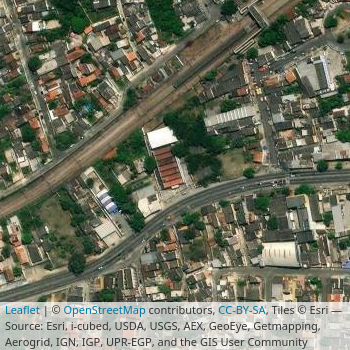 Leaflet | © OpenStreetMap contributors, CC-BY-SA, Tiles © Esri —
Source: Esri, i-cubed, USDA, USGS, AEX, GeoEye, Getmapping,
Aerogrid, IGN, IGP, UPR-EGP, and the GIS User Community